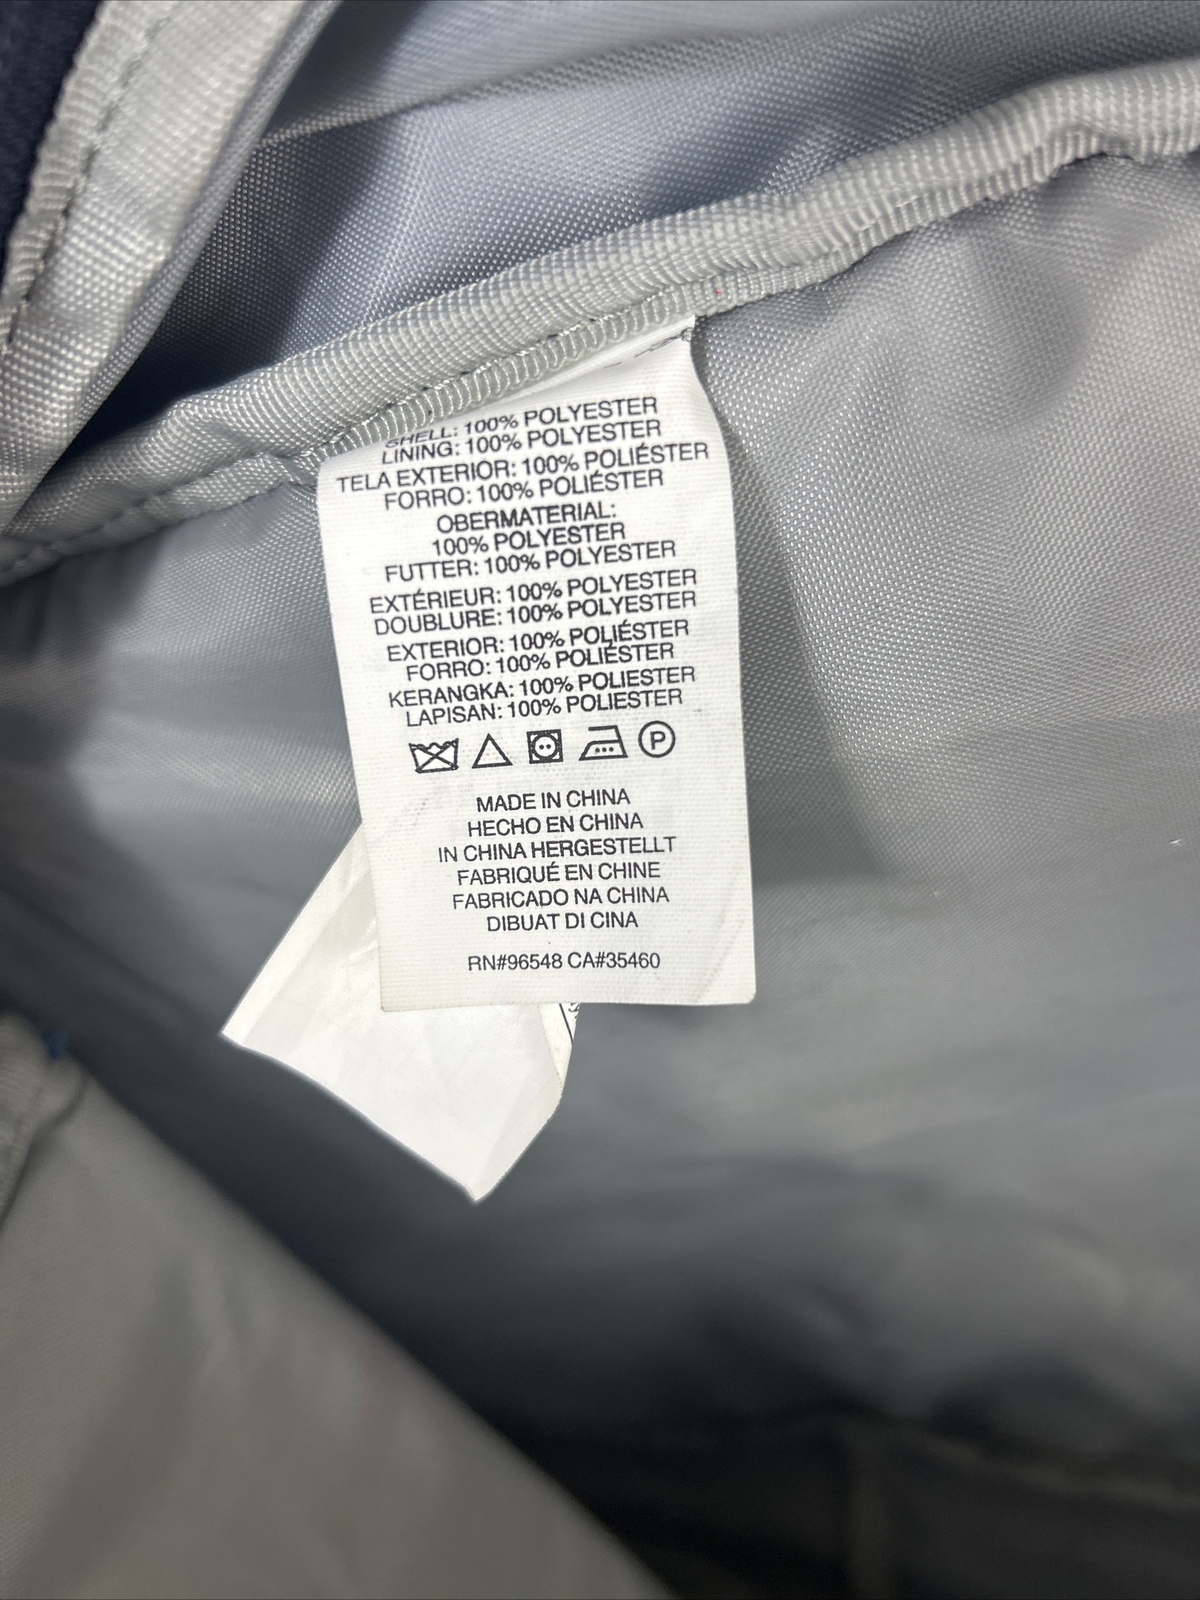 SHELL: 100% POLYESTER
LINING: 100% POLYESTER
TELA EXTERIOR: 100% POLIÉSTER
FORRO: 100% POLIÉSTER
OBERMATERIAL:
100% POLYESTER
FUTTER: 100% POLYESTER
EXTÉRIEUR: 100% POLYESTER
DOUBLURE: 100% POLYESTER
EXTERIOR: 100% POLIÉSTER
FORRO: 100% POLIÉSTER
KERANGKA: 100% POLIESTER
LAPISAN: 100% POLIESTER
P
MADE IN CHINA
HECHO EN CHINA
IN CHINA HERGESTELLT
FABRIQUÉ EN CHINE
FABRICADO NA CHINA
DIBUAT DI CINA
RN#96548 CA#35460